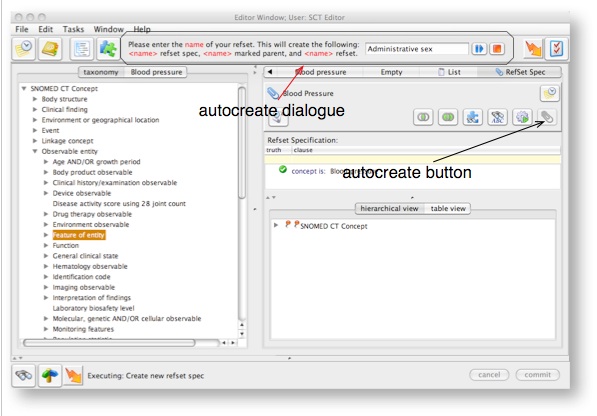 Editor Window; User: SCT Editor
File Edit Tasks Window Help
Please enter the name of your refset. This will create the following:
<name> refset spec, <name> marked parent, and <name> refset.
Administrative sex
taxonomy Blood pressure
Blood pressure Empty List RefSet Spec
autocreate dialogue
SNOMED CT Concept
Body structure
Clinical finding
Environment or geographical location
Event
Linkage concept
Observable entity
Age AND/OR growth period
Body product observable
Clinical history/examination observable
Device observable
Disease activity score using 28 joint count
Drug therapy observable
Environment observable
Feature of entity
Function
General clinical state
Hematology observable
Identification code
Imaging observable
Interpretation of findings
Laboratory biosafety level
Molecular, genetic AND/OR cellular observable
Monitoring features
Blood Pressure
Refset Specification:
truth clause
concept is: Blood
autocreate button
hierarchical view table view
SNOMED CT Concept
Executing: Create new refset spec
cancel commit